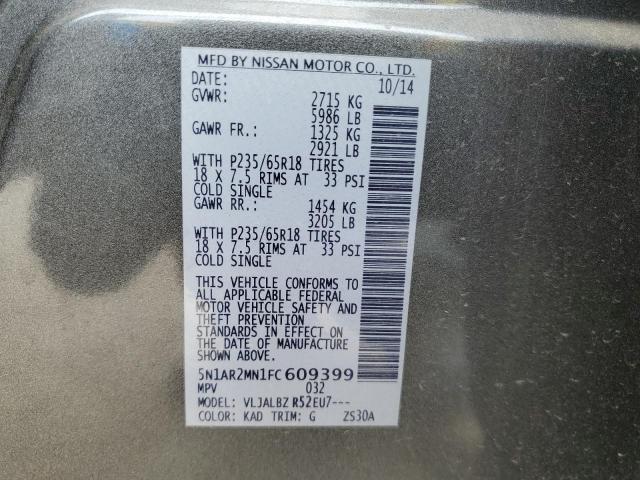 MFD BY NISSAN MOTOR CO., LTD.
DATE: 10/14
GVWR: 2715 KG
5986 LB
GAWR FR.: 1325 KG
2921 LB
WITH P235/65R18 TIRES
18 X 7.5 RIMS AT 33 PSI
COLD SINGLE
GAWR RR.: 1454 KG
3205 LB
WITH P235/65R18 TIRES
18 X 7.5 RIMS AT 33 PSI
COLD SINGLE
THIS VEHICLE CONFORMS TO
ALL APPLICABLE FEDERAL
MOTOR VEHICLE SAFETY AND
THEFT PREVENTION
STANDARDS IN EFFECT ON
THE DATE OF MANUFACTURE
SHOWN ABOVE.
5N1AR2MN1FC609399
MPV 032
MODEL: VLJALBZ R52EU7---
COLOR: KAD TRIM: G ZS30A